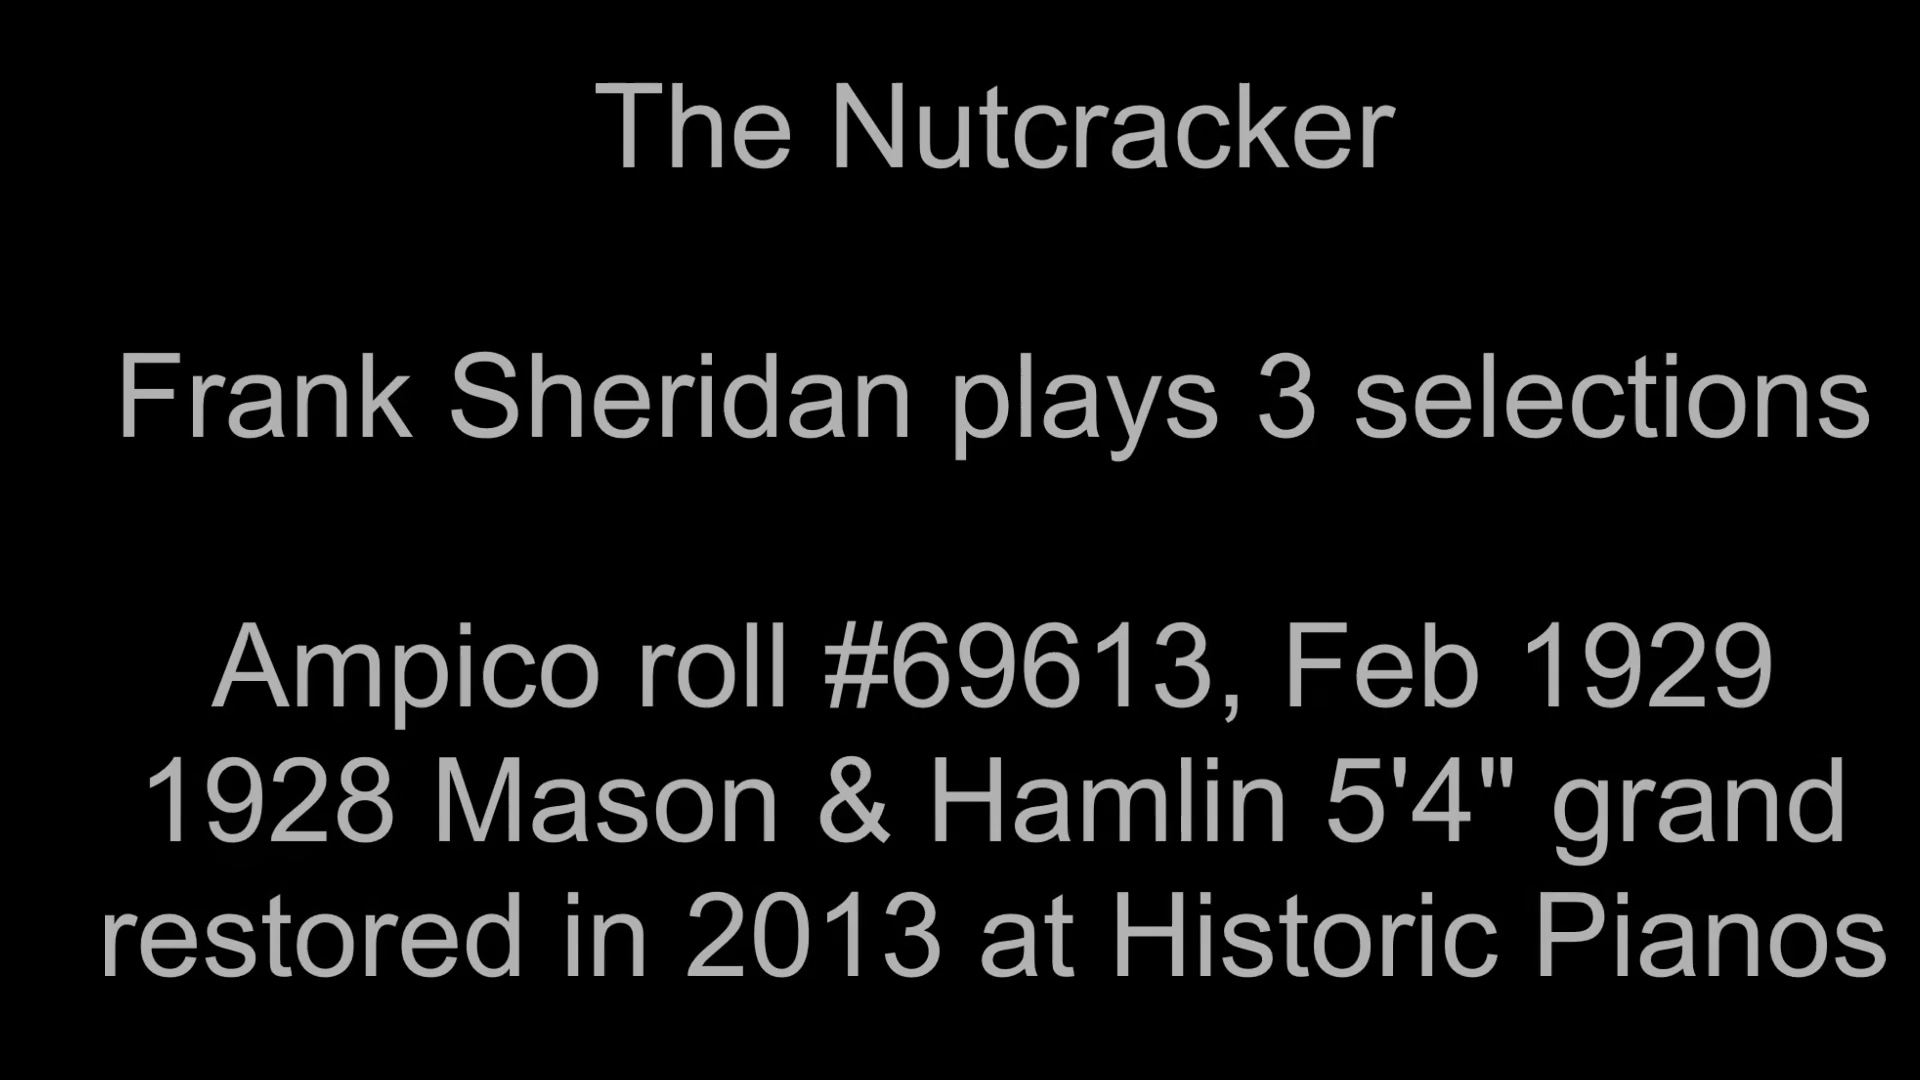 The Nutcracker
Frank Sheridan plays 3 selections
Ampico roll #69613, Feb 1929
1928 Mason & Hamlin 5'4" grand
restored in 2013 at Historic Pianos